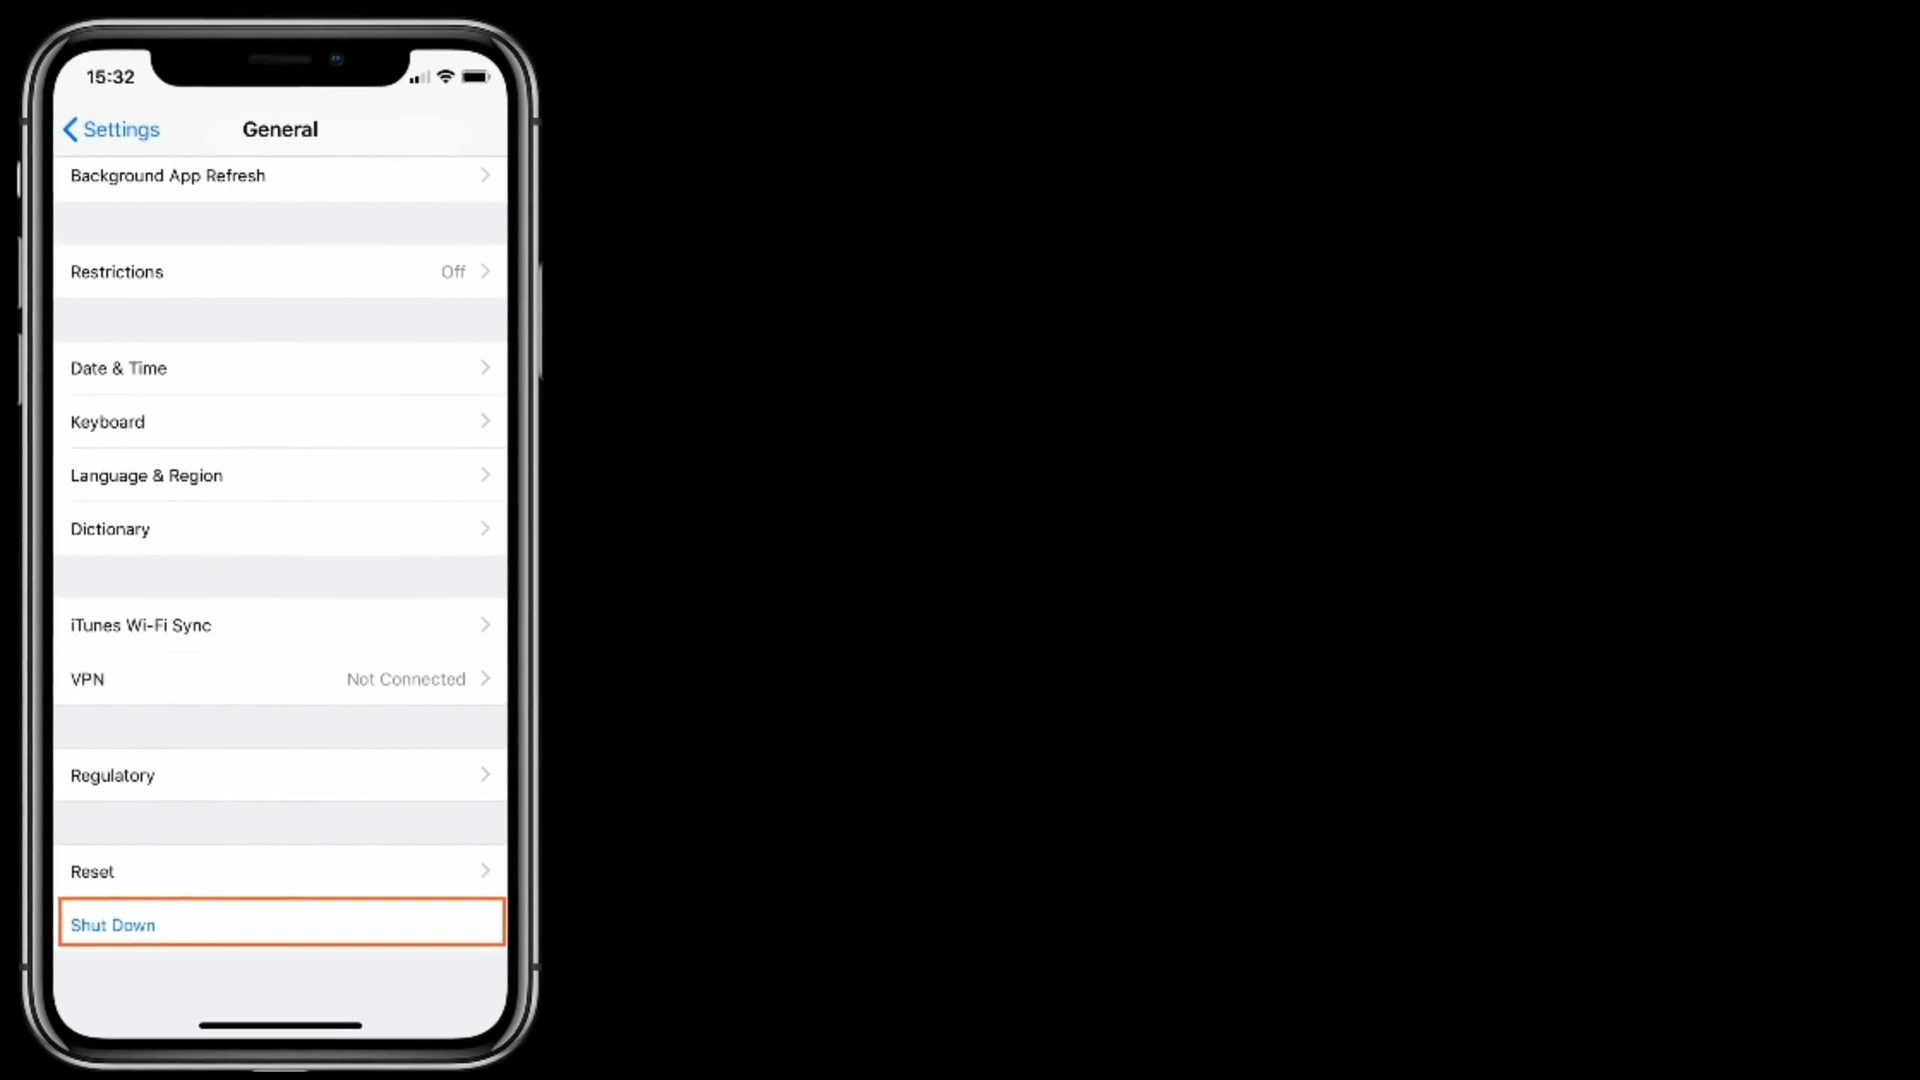 15:32
Settings
General
Background App Refresh
Restrictions Off
Date & Time
Keyboard
Language & Region
Dictionary
iTunes Wi-Fi Sync
VPN Not Connected
Regulatory
Reset
Shut Down